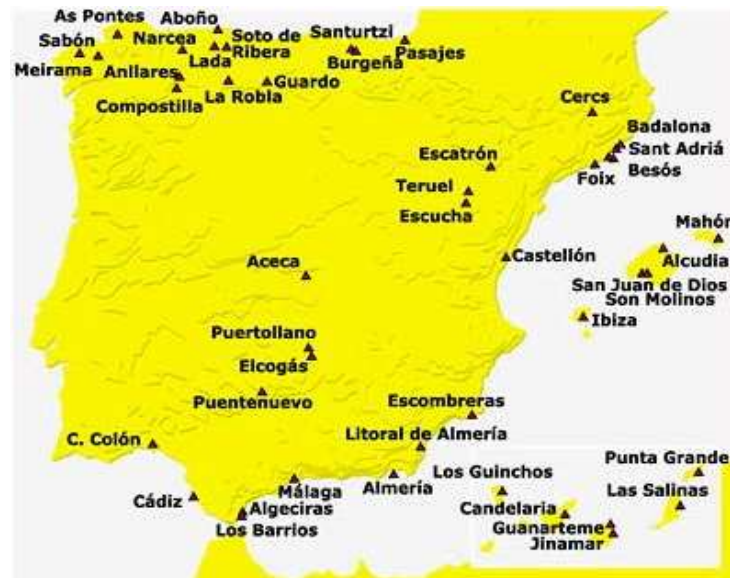 As Pontes
Aboño
Sabón
Narcea
Soto de
Ribera
Santurtzi
Meirama
Lada
Burgeña
Pasajes
Anllares
Compostilla
La Robla
Guardo
Cercs
Badalona
Escatrón
Sant Adriá
Foix
Besós
Teruel
Escucha
Mahón
Castellón
Alcudia
Aceca
San Juan de Dios
Son Molinos
Ibiza
Puertollano
Elcogás
Puentenuevo
Escombreras
C. Colón
Litoral de Almería
Punta Grande
Los Guinchos
Málaga
Almería
Las Salinas
Cádiz
Algeciras
Candelaria
Los Barrios
Guanarteme
Jinamar